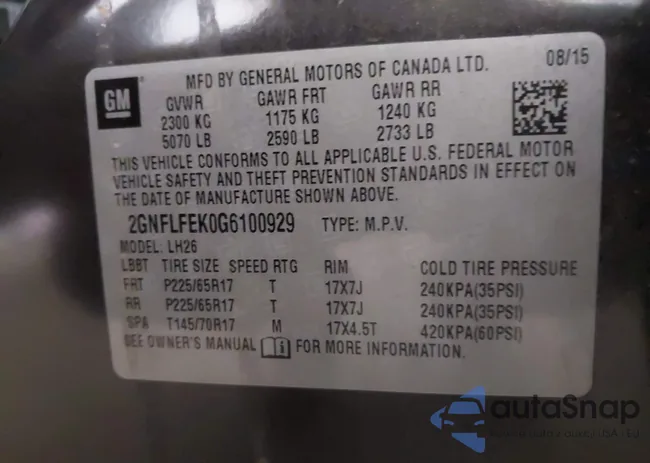 MFD BY GENERAL MOTORS OF CANADA LTD. 08/15
GM
GVWR GAWR FRT GAWR RR
2300 KG 1175 KG 1240 KG
5070 LB 2590 LB 2733 LB
THIS VEHICLE CONFORMS TO ALL APPLICABLE U.S. FEDERAL MOTOR
VEHICLE SAFETY AND THEFT PREVENTION STANDARDS IN EFFECT ON
THE DATE OF MANUFACTURE SHOWN ABOVE.
2GNFLFEK0G6100929 TYPE: M.P.V.
MODEL: LH26
LBBT TIRE SIZE SPEED RTG RIM COLD TIRE PRESSURE
FRT P225/65R17 T 17X7J 240KPA(35PSI)
RR P225/65R17 T 17X7J 240KPA(35PSI)
SPA T145/70R17 M 17X4.5T 420KPA(60PSI)
SEE OWNER'S MANUAL FOR MORE INFORMATION.
autoSnap